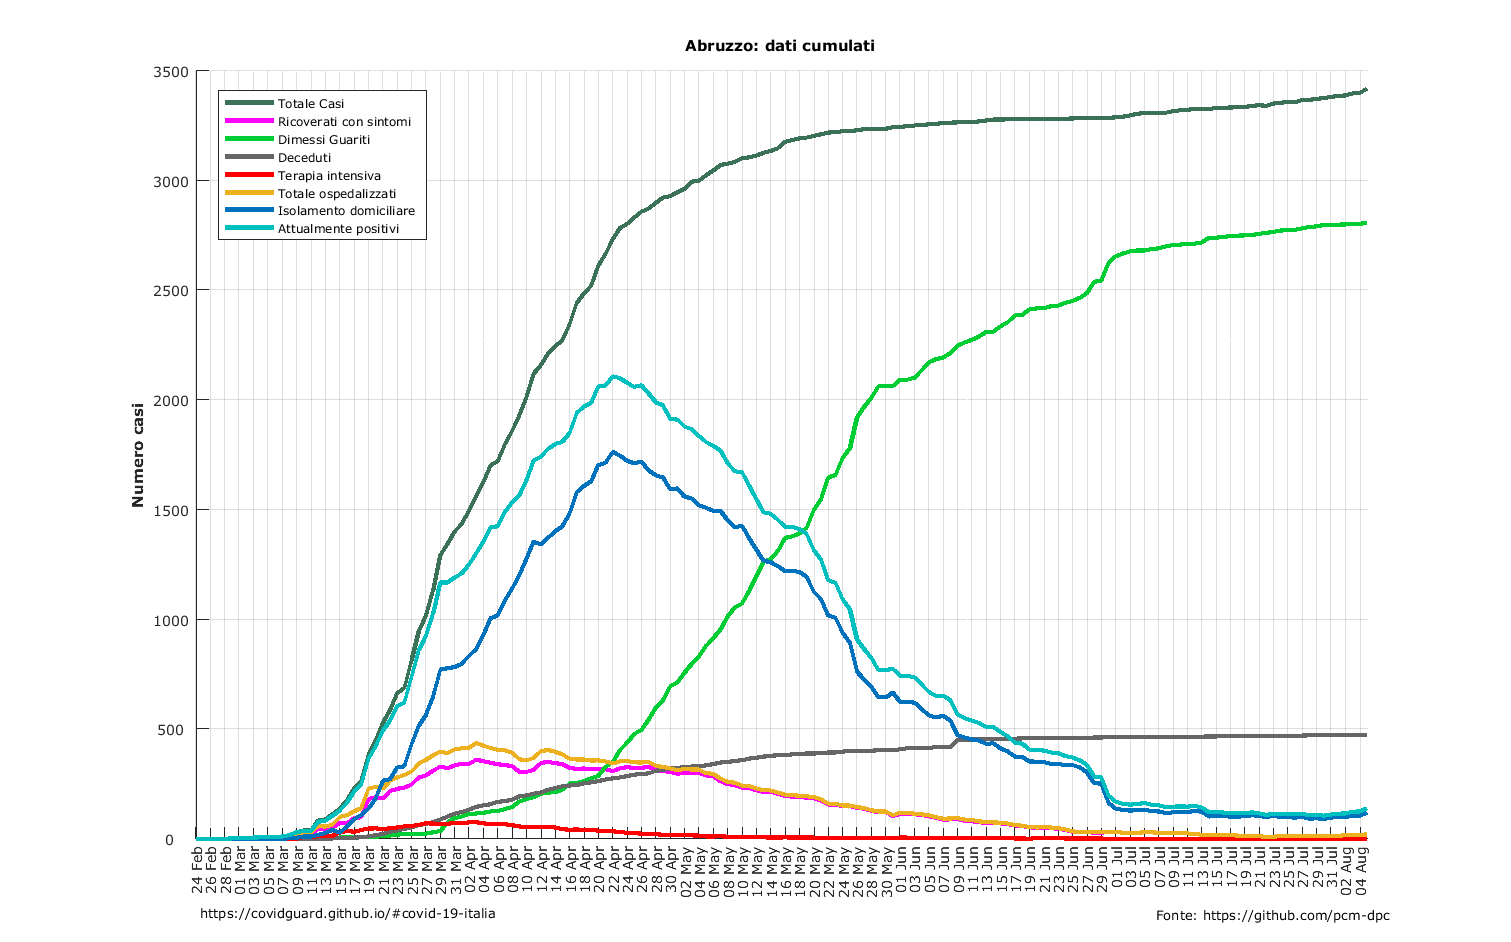 Abruzzo: dati cumulati
3500
3000
2500
2000
1500
1000
500
0
Numero casi
Totale Casi
Ricoverati con sintomi
Dimessi Guariti
Deceduti
Terapia intensiva
Totale ospedalizzati
Isolamento domiciliare
Attualmente positivi
24 Feb
26 Feb
28 Feb
01 Mar
03 Mar
05 Mar
07 Mar
09 Mar
11 Mar
13 Mar
15 Mar
17 Mar
19 Mar
21 Mar
23 Mar
25 Mar
27 Mar
29 Mar
31 Mar
02 Apr
04 Apr
06 Apr
08 Apr
10 Apr
12 Apr
14 Apr
16 Apr
18 Apr
20 Apr
22 Apr
24 Apr
26 Apr
28 Apr
30 Apr
02 May
04 May
06 May
08 May
10 May
12 May
14 May
16 May
18 May
20 May
22 May
24 May
26 May
28 May
30 May
01 Jun
03 Jun
05 Jun
07 Jun
09 Jun
11 Jun
13 Jun
15 Jun
17 Jun
19 Jun
21 Jun
23 Jun
25 Jun
27 Jun
29 Jun
01 Jul
03 Jul
05 Jul
07 Jul
09 Jul
11 Jul
13 Jul
15 Jul
17 Jul
19 Jul
21 Jul
23 Jul
25 Jul
27 Jul
29 Jul
31 Jul
02 Aug
04 Aug
https://covidguard.github.io/#covid-19-italia
Fonte: https://github.com/pcm-dpc